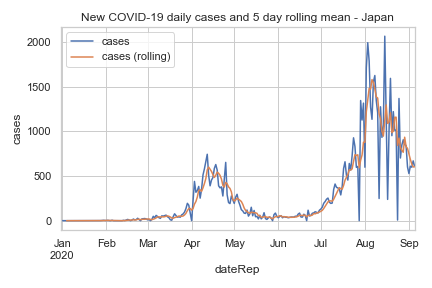 New COVID-19 daily cases and 5 day rolling mean - Japan
cases
cases (rolling)
2000
1500
1000
500
0
cases
Jan Feb Mar Apr May Jun Jul Aug Sep
2020
dateRep